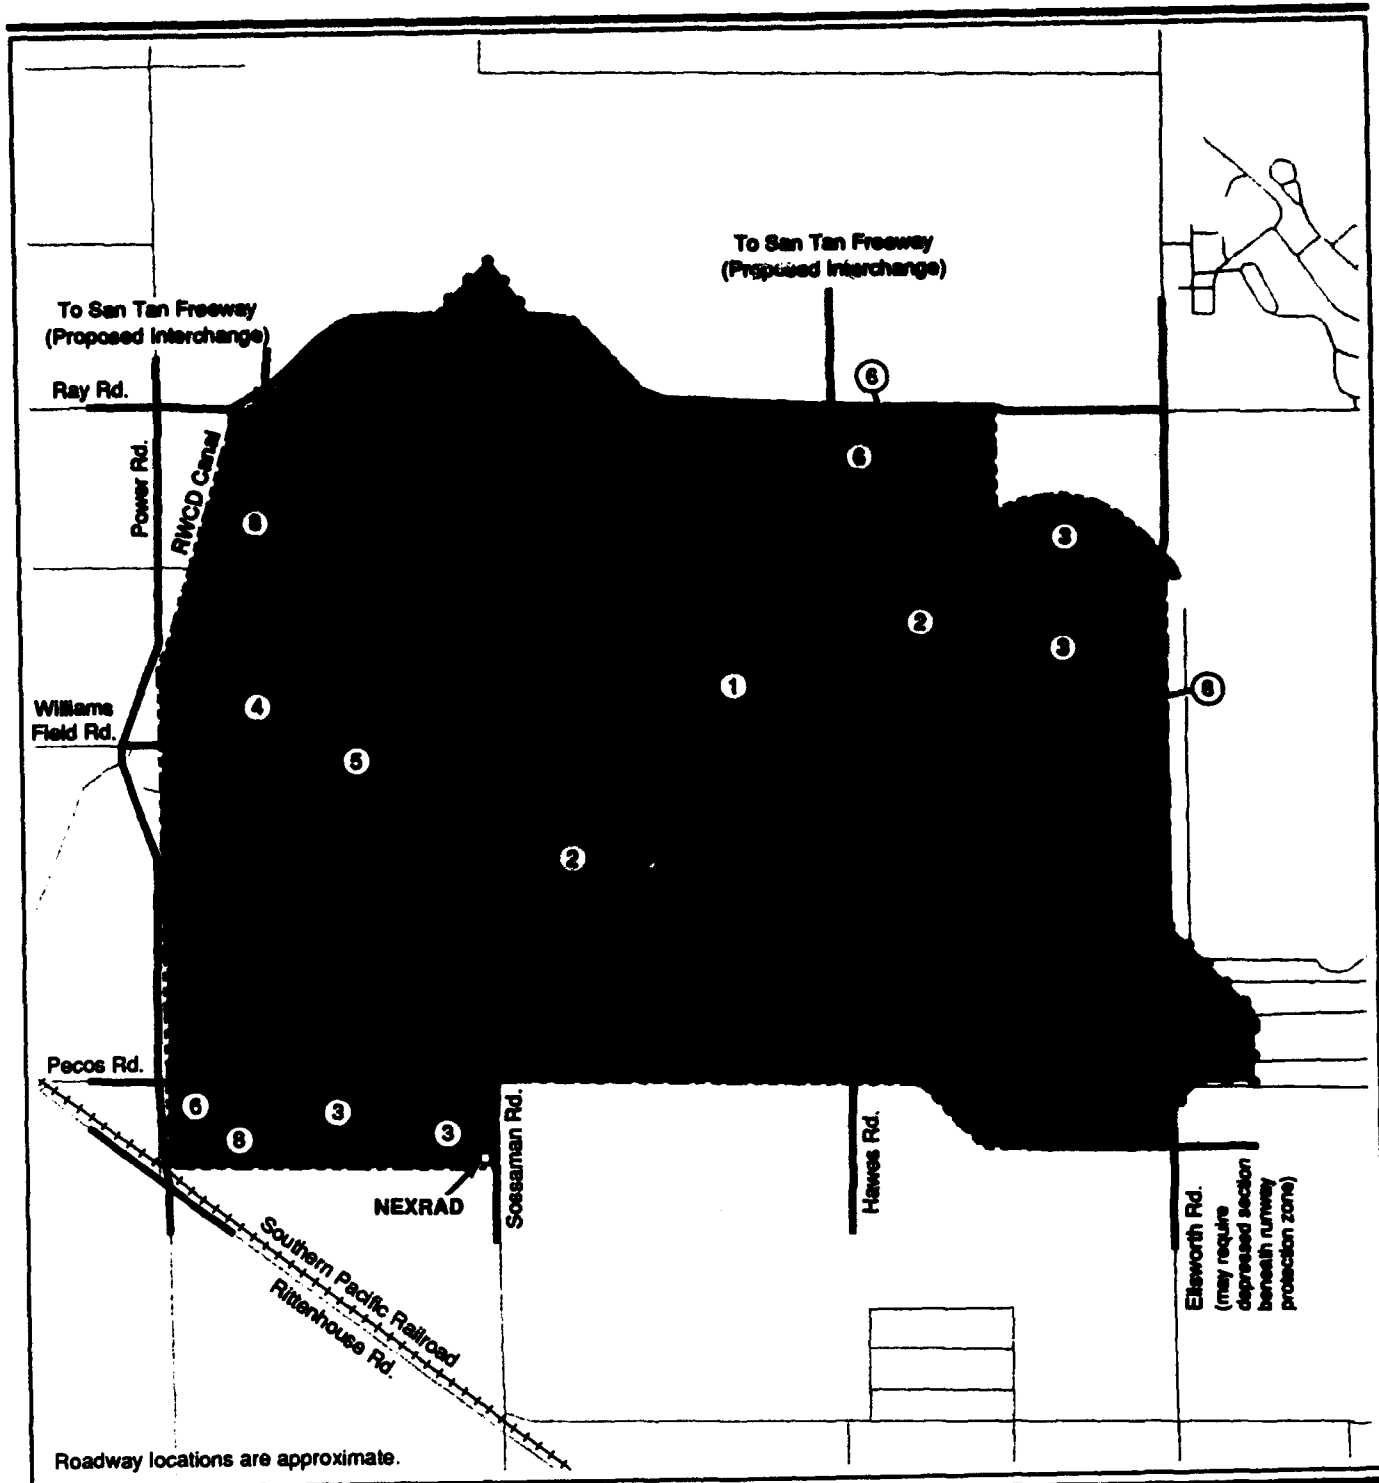 To San Tan Freeway
(Proposed Interchange)
To San Tan Freeway
(Proposed Interchange)
Ray Rd.
6
6
Power Rd.
RWCD Canal
3
2
3
1
Williams
Field Rd.
4
5
2
Pecos Rd.
3
3
NEXRAD
Sossaman Rd.
Hawes Rd.
Ellsworth Rd.
(may require
depressed section
beneath runway
protection zone)
Southern Pacific Railroad
Rittenhouse Rd.
Roadway locations are approximate.